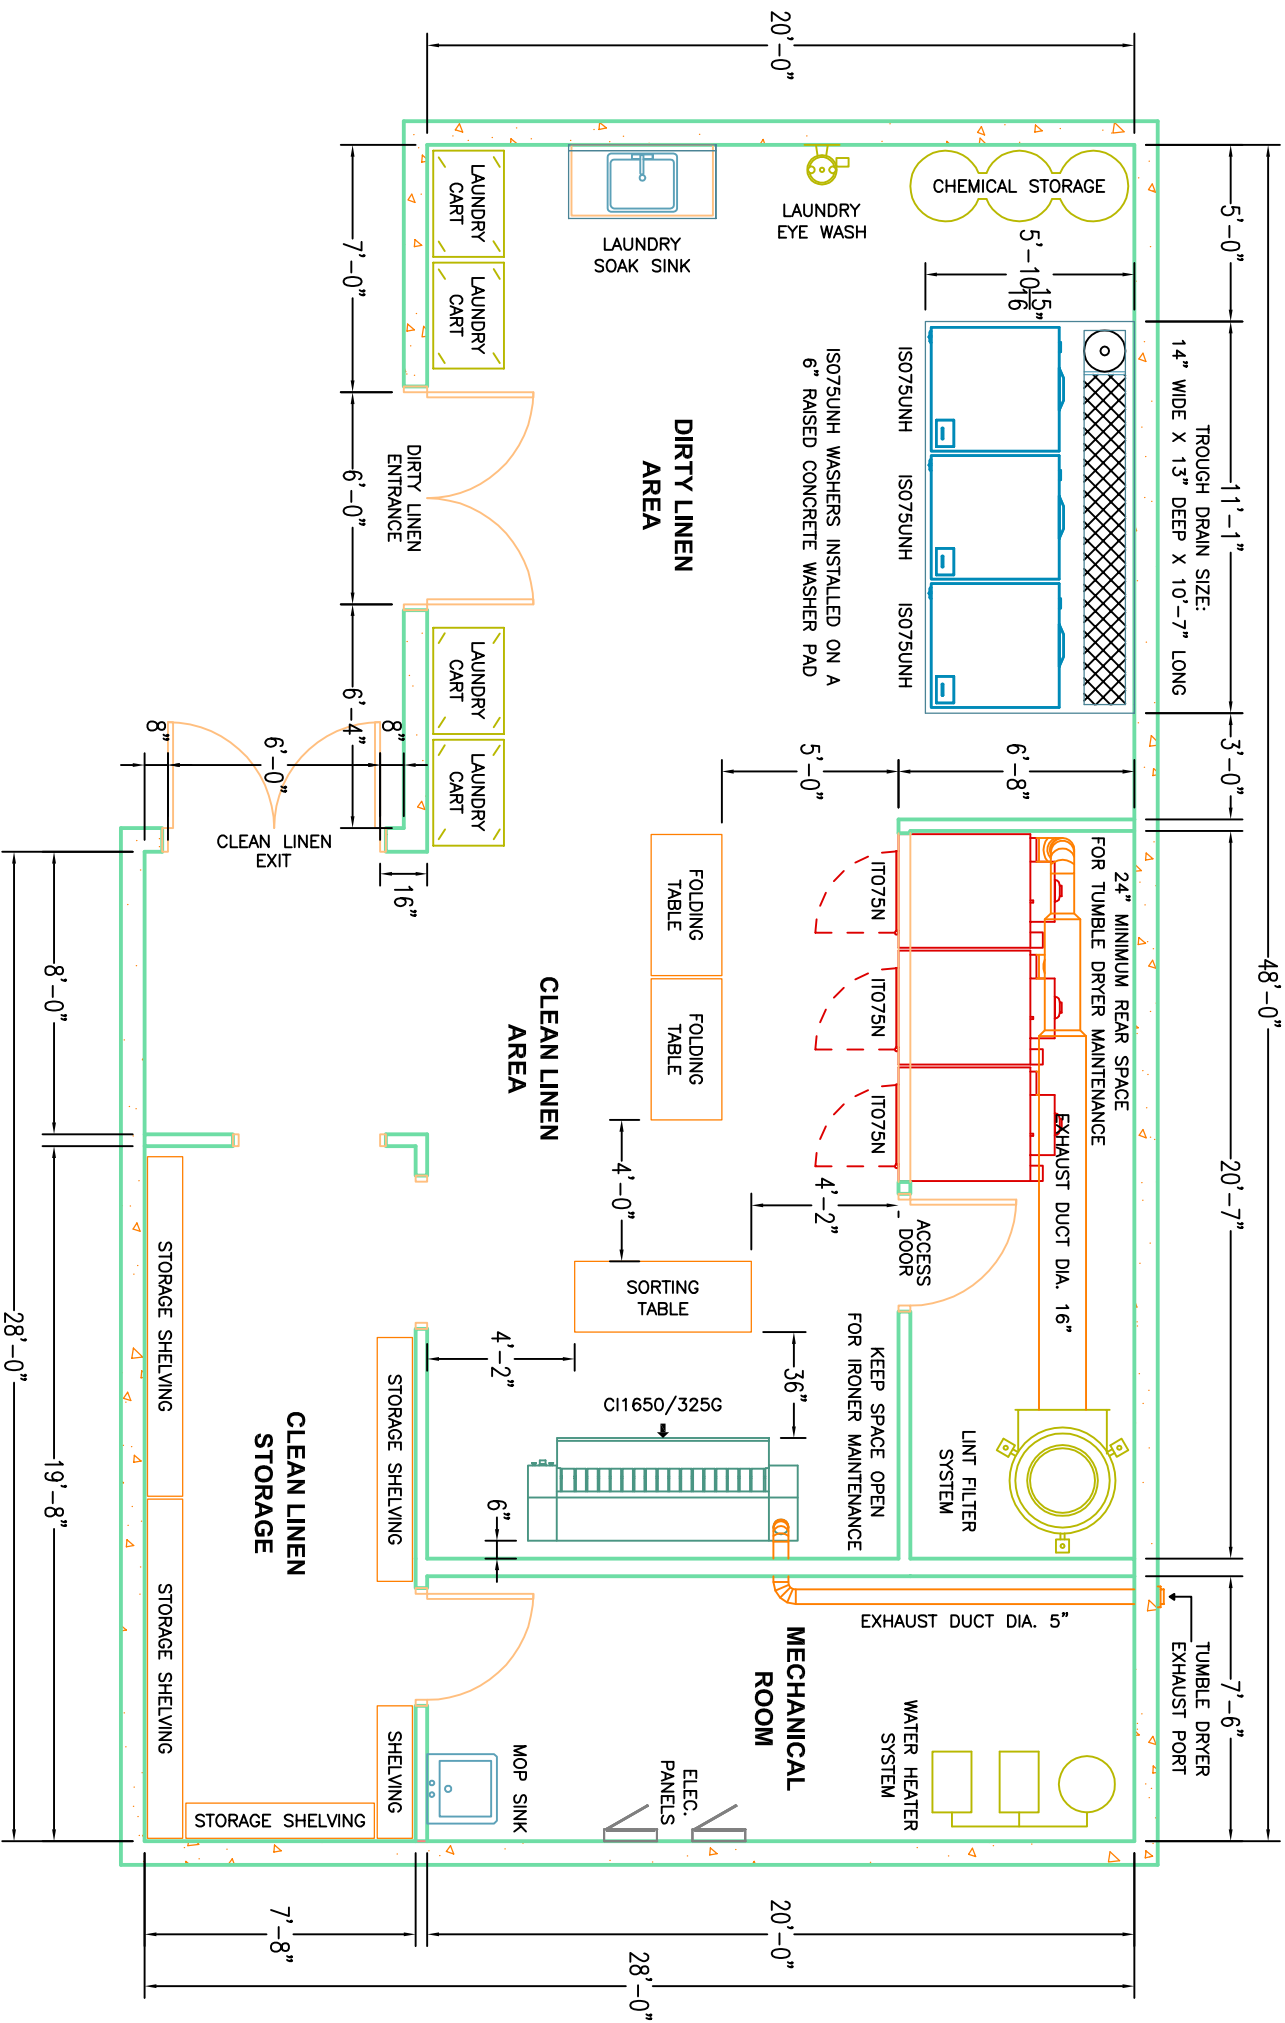 48'-0"
5'-0"
11'-1"
3'-0"
20'-7"
7'-6"
TROUGH DRAIN SIZE:
14" WIDE X 13" DEEP X 10'-7" LONG
TUMBLE DRYER
EXHAUST PORT
20'-0"
CHEMICAL STORAGE
5'-10 15/16"
IS075UNH
IS075UNH
IS075UNH
IS075UNH WASHERS INSTALLED ON A
6" RAISED CONCRETE WASHER PAD
LAUNDRY
EYE WASH
LAUNDRY
SOAK SINK
DIRTY LINEN
AREA
LAUNDRY
CART
LAUNDRY
CART
LAUNDRY
CART
LAUNDRY
CART
7'-0"
6'-0"
6'-4"
DIRTY LINEN
ENTRANCE
6'-8"
5'-0"
24" MINIMUM REAR SPACE
FOR TUMBLE DRYER MAINTENANCE
EXHAUST DUCT DIA. 16"
IT075N
IT075N
IT075N
ACCESS
DOOR
LINT FILTER
SYSTEM
KEEP SPACE OPEN
FOR IRONER MAINTENANCE
FOLDING
TABLE
FOLDING
TABLE
4'-0"
4'-2"
SORTING
TABLE
36"
4'-2"
CI1650/325G
6"
CLEAN LINEN
AREA
EXHAUST DUCT DIA. 5"
MECHANICAL
ROOM
WATER HEATER
SYSTEM
ELEC.
PANELS
MOP SINK
8"
6'-0"
8"
CLEAN LINEN
EXIT
16"
STORAGE SHELVING
SHELVING
CLEAN LINEN
STORAGE
STORAGE SHELVING
STORAGE SHELVING
STORAGE SHELVING
8'-0"
19'-8"
28'-0"
7'-8"
20'-0"
28'-0"